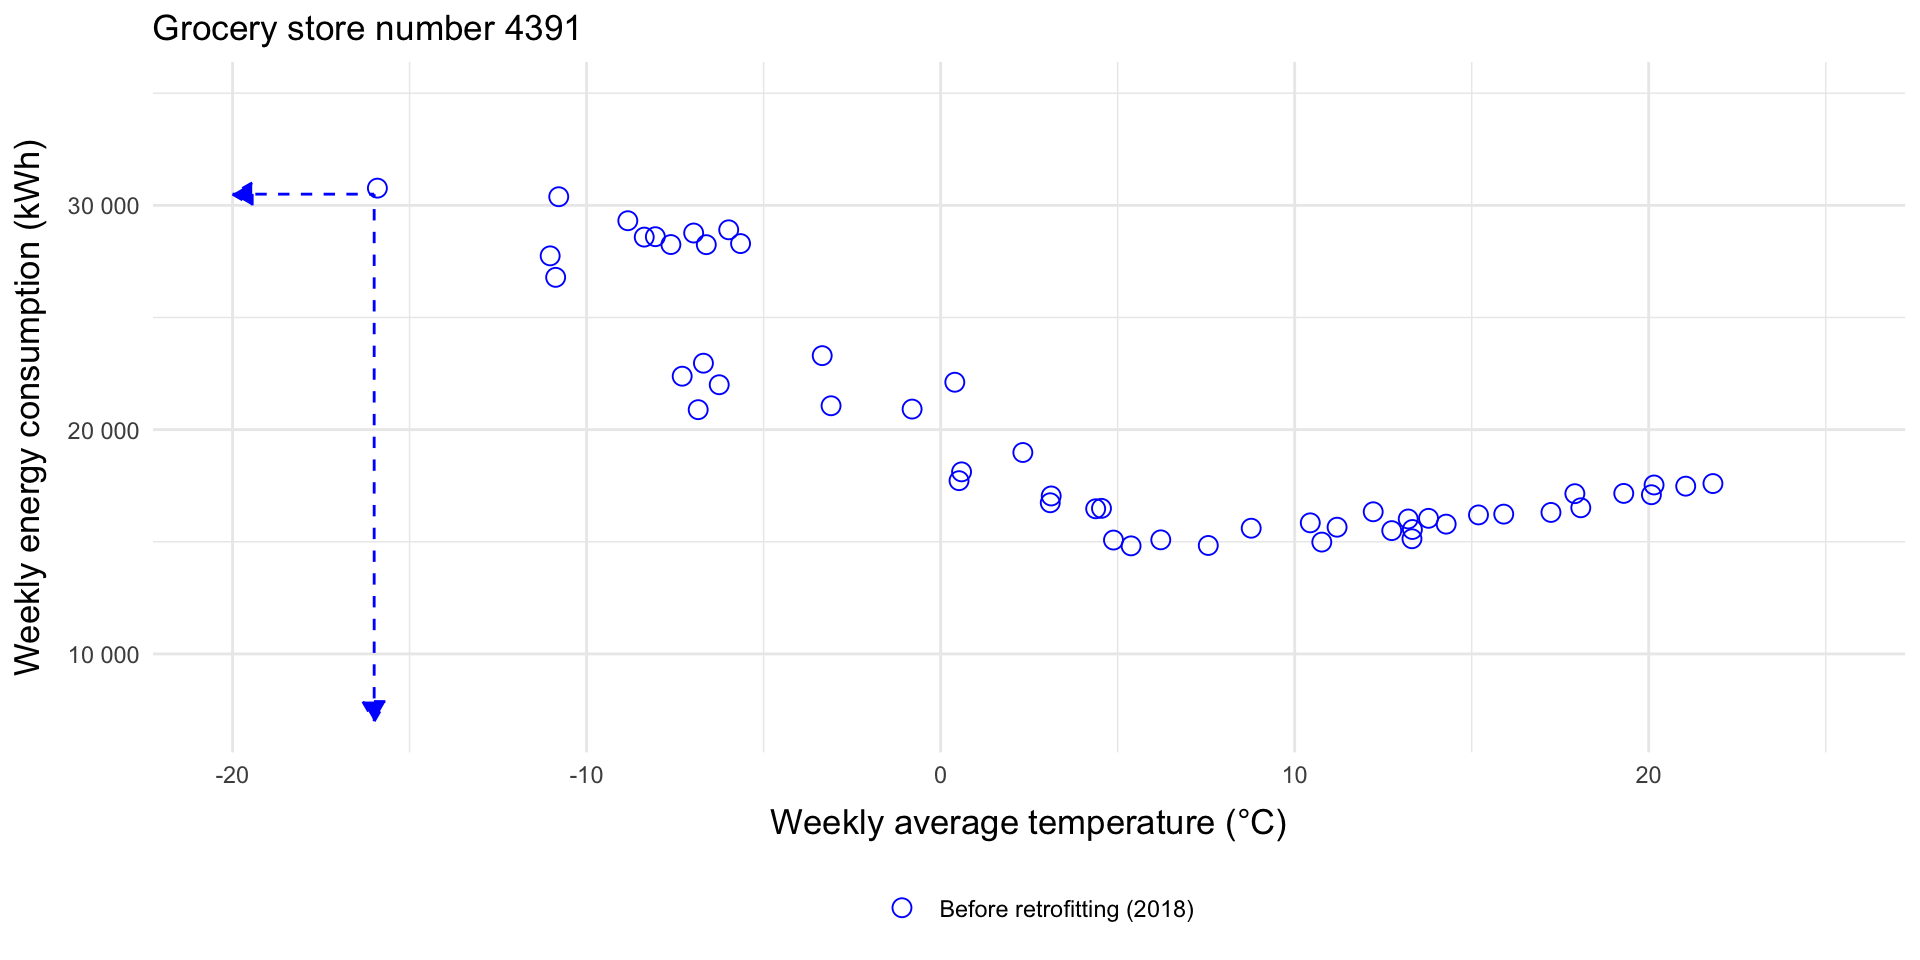 Grocery store number 4391
Weekly energy consumption (kWh)
30 000
20 000
10 000
-20 -10 0 10 20
Weekly average temperature (°C)
Before retrofitting (2018)